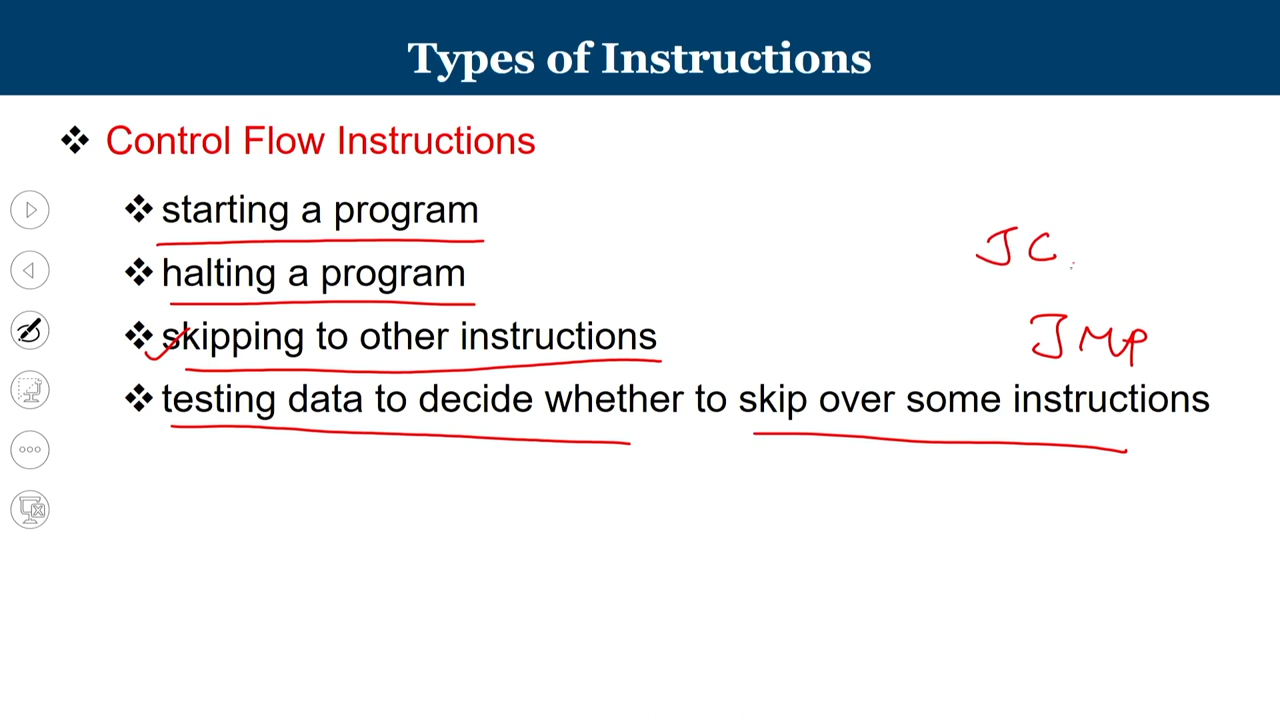 Types of Instructions
❖ Control Flow Instructions
❖ starting a program
❖ halting a program
JC
❖ skipping to other instructions
JMP
❖ testing data to decide whether to skip over some instructions